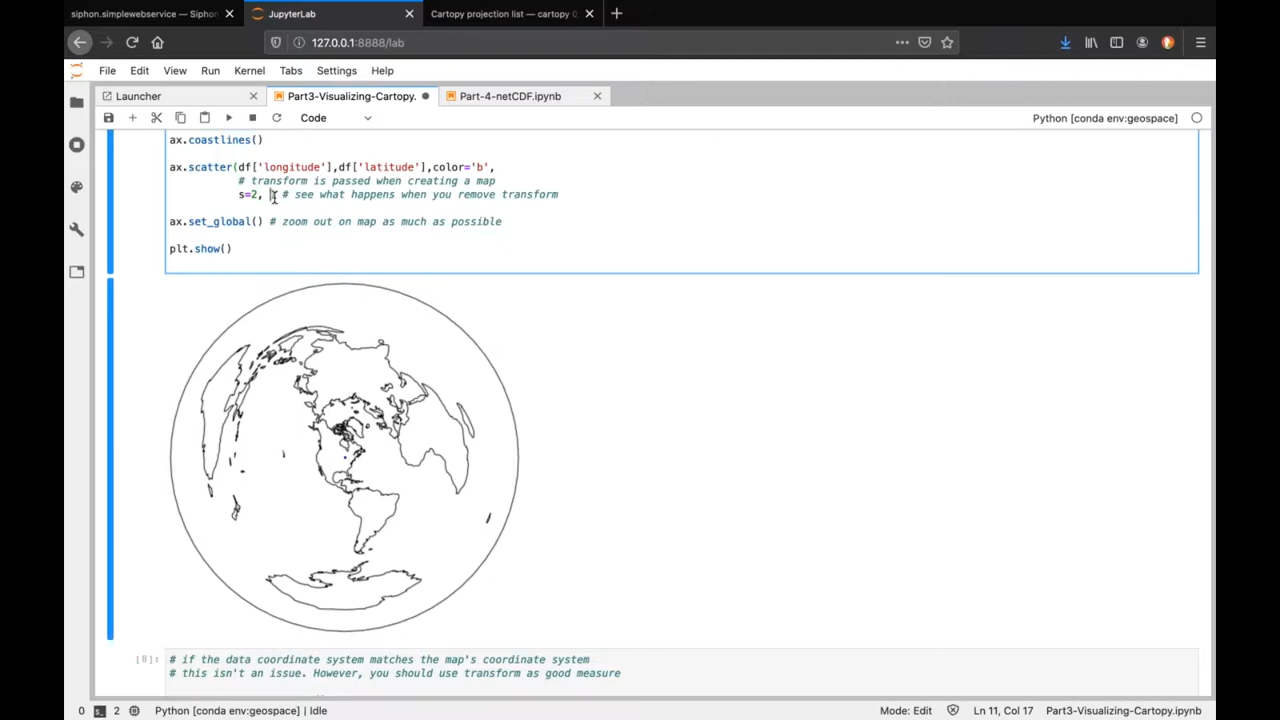 siphon.simplewebservice — Siphon
JupyterLab
Cartopy projection list — cartopy 0
127.0.0.1:8888/lab
File Edit View Run Kernel Tabs Settings Help
Launcher
Part3-Visualizing-Cartopy.
Part-4-netCDF.ipynb
Code
Python [conda env:geospace]
ax.coastlines()
ax.scatter(df['longitude'],df['latitude'],color='b',
# transform is passed when creating a map
s=2, # see what happens when you remove transform
ax.set_global() # zoom out on map as much as possible
plt.show()
[8]:
# if the data coordinate system matches the map's coordinate system
# this isn't an issue. However, you should use transform as good measure
0 2 Python [conda env:geospace] | Idle
Mode: Edit Ln 11, Col 17 Part3-Visualizing-Cartopy.ipynb